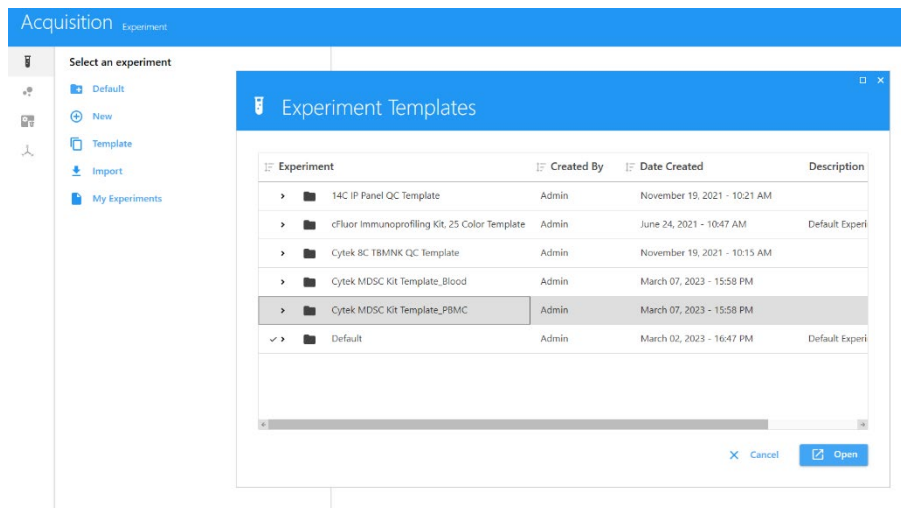 Acquisition Experiment
Select an experiment
Default
New
Template
Import
My Experiments
Experiment Templates
Experiment Created By Date Created Description
14C IP Panel QC Template Admin November 19, 2021 - 10:21 AM
cFluor Immunoprofiling Kit, 25 Color Template Admin June 24, 2021 - 10:47 AM Default Experi
Cytek 8C TBMNK QC Template Admin November 19, 2021 - 10:15 AM
Cytek MDSC Kit Template_Blood Admin March 07, 2023 - 15:58 PM
Cytek MDSC Kit Template_PBMC Admin March 07, 2023 - 15:58 PM
Default Admin March 02, 2023 - 16:47 PM Default Experi
Cancel Open